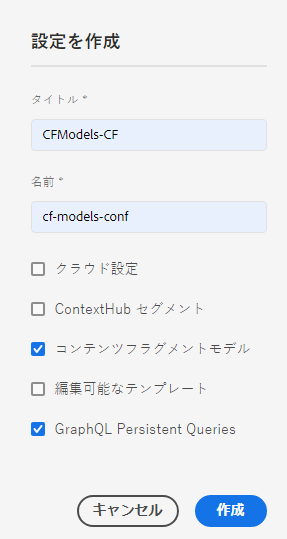 設定を作成
タイトル *
CFModels-CF
名前 *
cf-models-conf
クラウド設定
ContextHub セグメント
コンテンツフラグメントモデル
編集可能なテンプレート
GraphQL Persistent Queries
キャンセル
作成